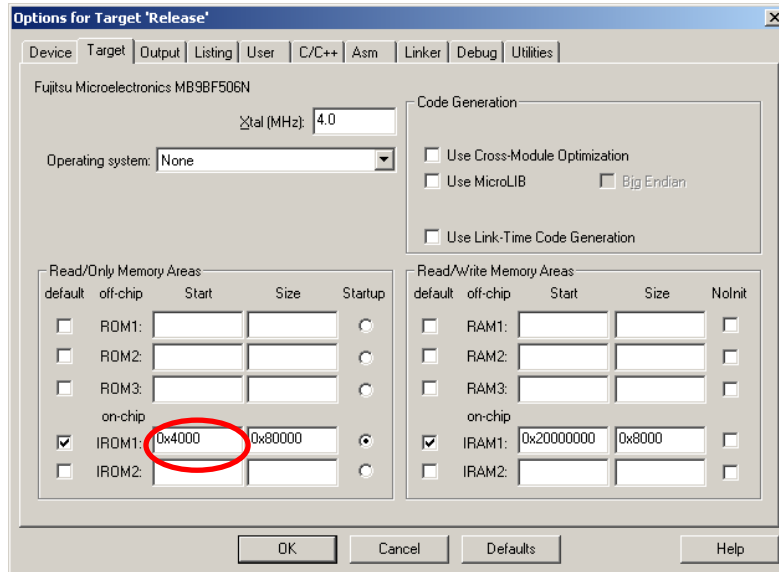 Options for Target 'Release'
Device Target Output Listing User C/C++ Asm Linker Debug Utilities
Fujitsu Microelectronics MB9BF506N
Xtal (MHz): 4.0
Operating system: None
Code Generation
Use Cross-Module Optimization
Use MicroLIB Big Endian
Use Link-Time Code Generation
Read/Only Memory Areas
default off-chip Start Size Startup
ROM1:
ROM2:
ROM3:
on-chip
IROM1: 0x4000 0x80000
IROM2:
Read/Write Memory Areas
default off-chip Start Size NoInit
RAM1:
RAM2:
RAM3:
on-chip
IRAM1: 0x20000000 0x8000
IRAM2:
OK Cancel Defaults Help